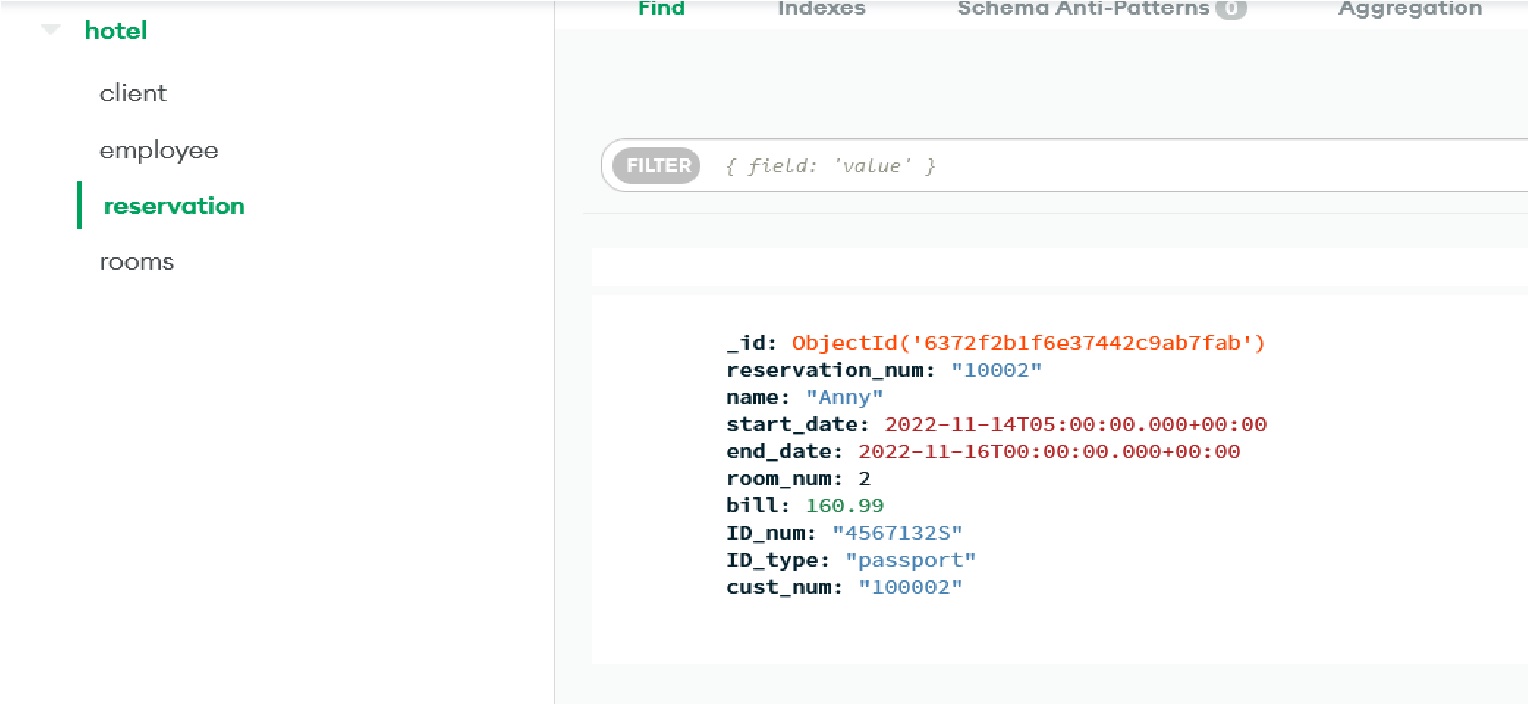 hotel
client
employee
reservation
rooms
Find Indexes Schema Anti-Patterns 0 Aggregation
FILTER { field: 'value' }
_id: ObjectId('6372f2b1f6e37442c9ab7fab')
reservation_num: "10002"
name: "Anny"
start_date: 2022-11-14T05:00:00.000+00:00
end_date: 2022-11-16T00:00:00.000+00:00
room_num: 2
bill: 160.99
ID_num: "4567132S"
ID_type: "passport"
cust_num: "100002"